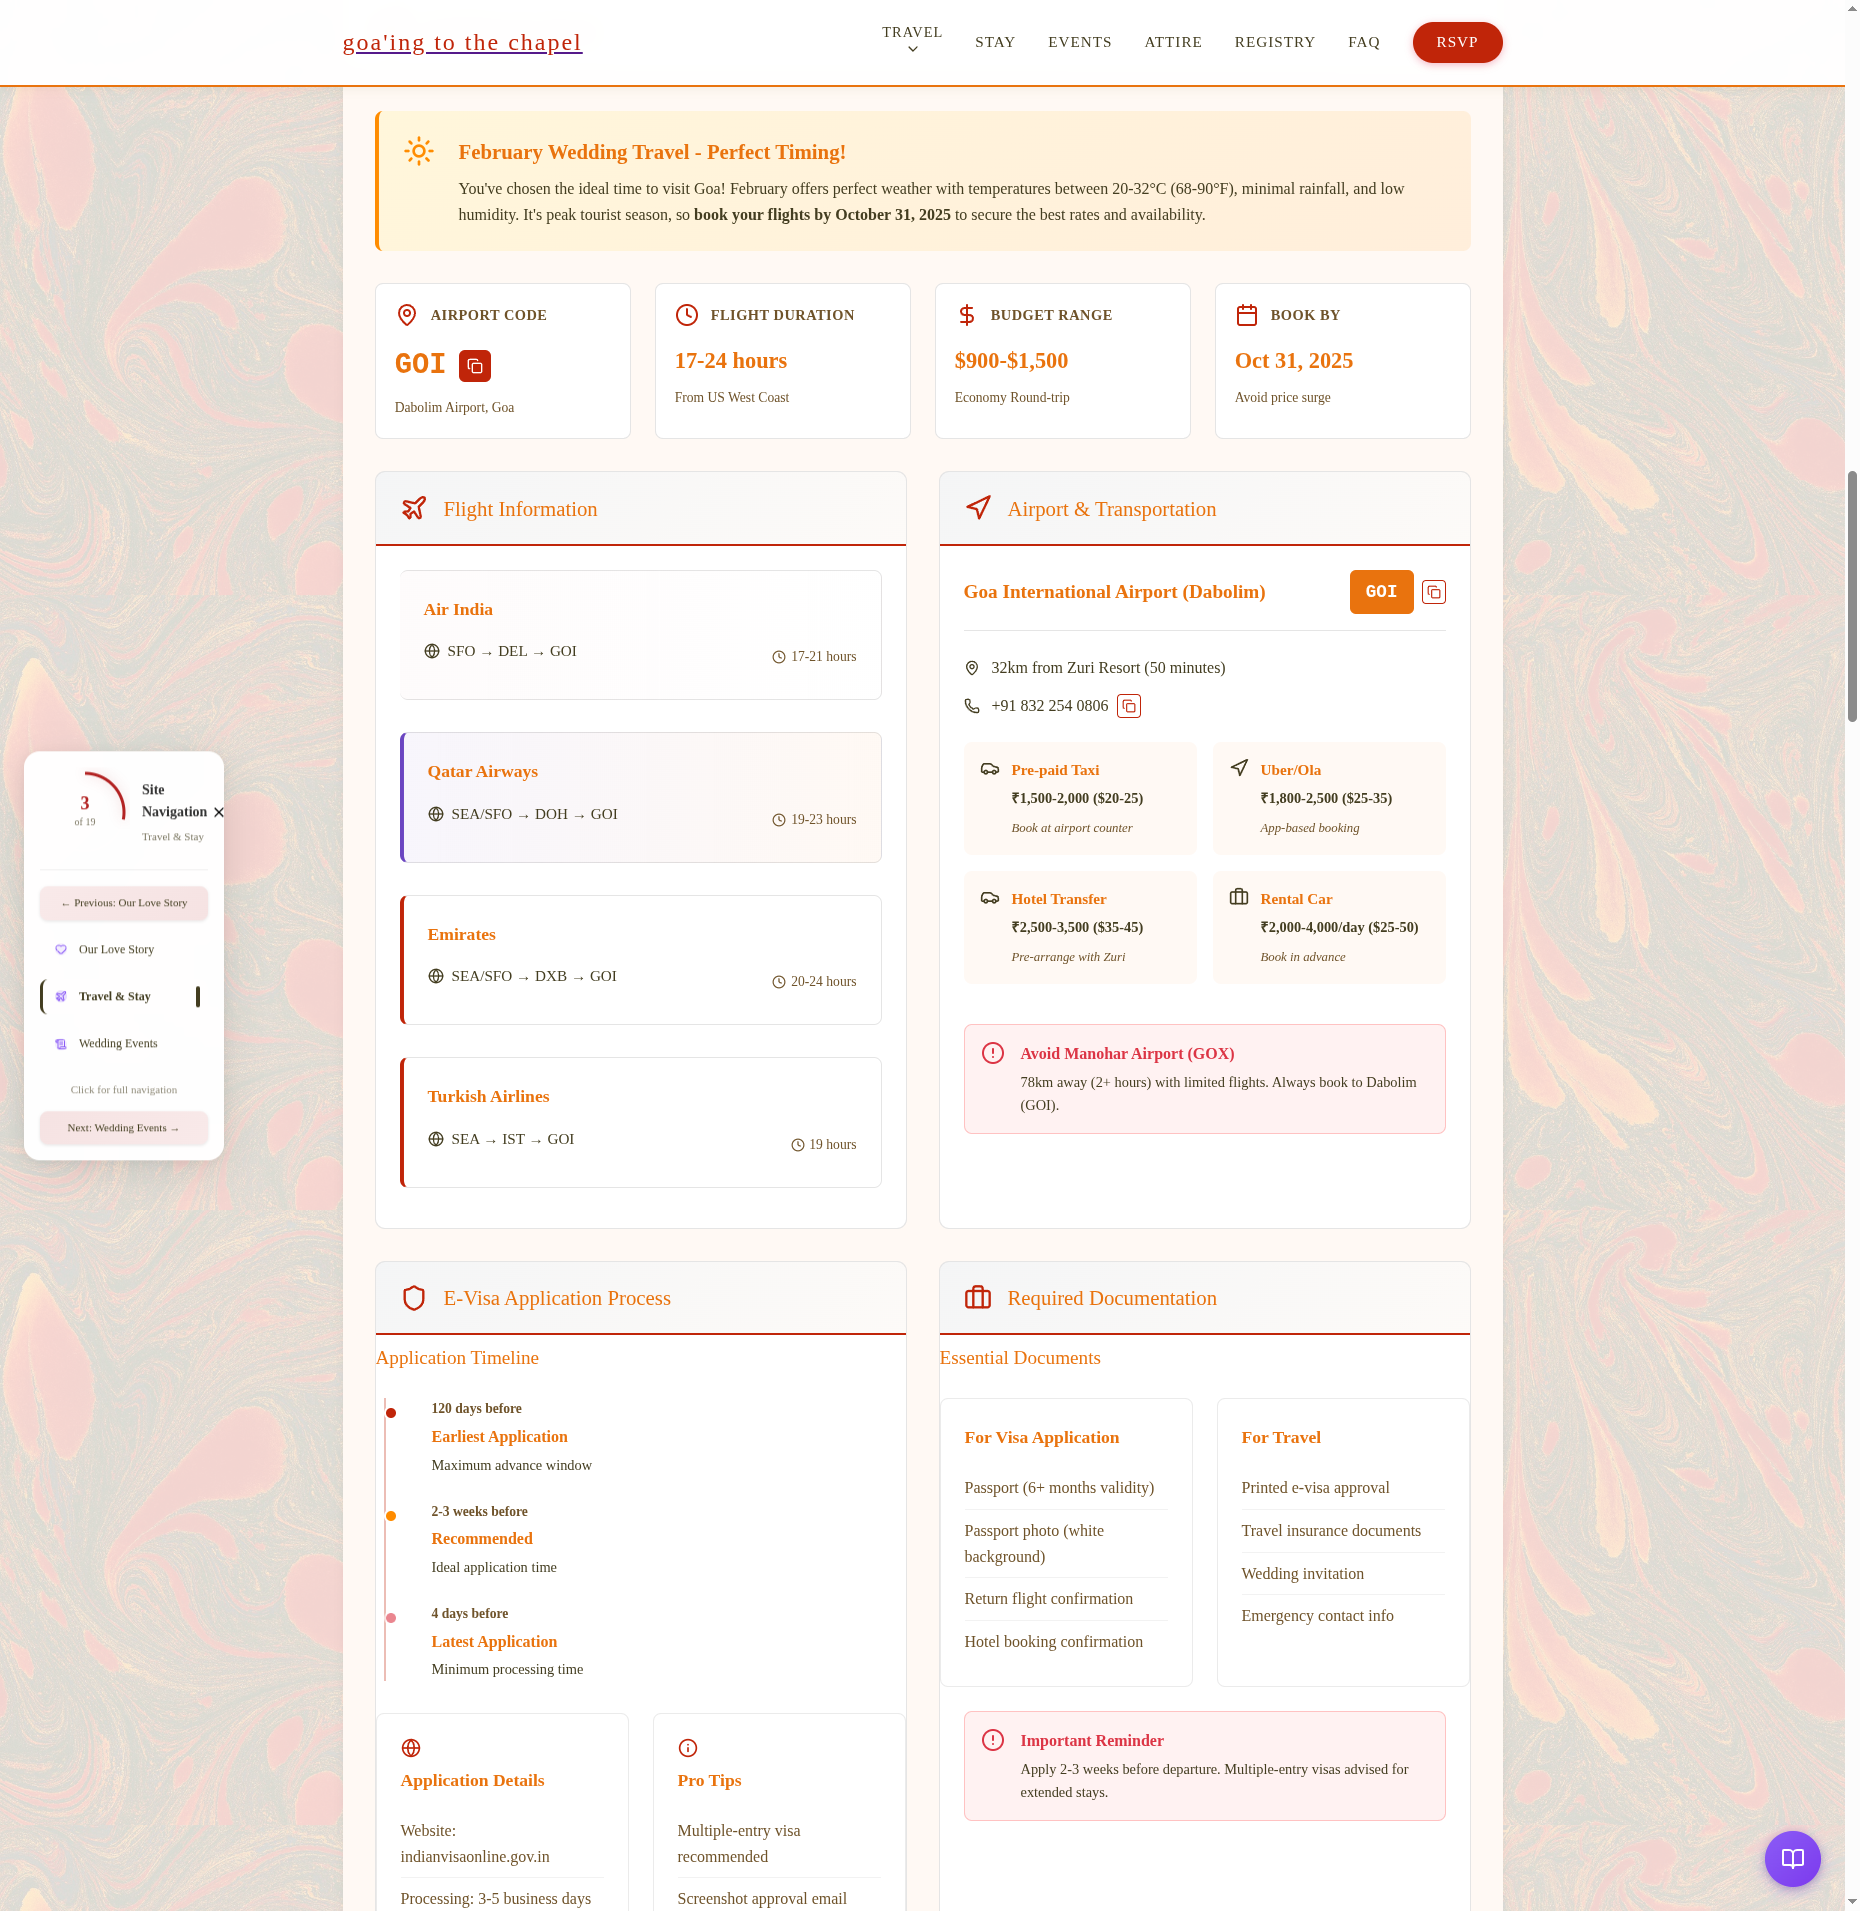 goa'ing to the chapel
TRAVEL
STAY
EVENTS
ATTIRE
REGISTRY
FAQ
RSVP
February Wedding Travel - Perfect Timing!
You've chosen the ideal time to visit Goa! February offers perfect weather with temperatures between 20-32°C (68-90°F), minimal rainfall, and low
humidity. It's peak tourist season, so book your flights by October 31, 2025 to secure the best rates and availability.
AIRPORT CODE
GOI
Dabolim Airport, Goa
FLIGHT DURATION
17-24 hours
From US West Coast
BUDGET RANGE
$900-$1,500
Economy Round-trip
BOOK BY
Oct 31, 2025
Avoid price surge
Flight Information
Air India
SFO → DEL → GOI
17-21 hours
Qatar Airways
SEA/SFO → DOH → GOI
19-23 hours
Emirates
SEA/SFO → DXB → GOI
20-24 hours
Turkish Airlines
SEA → IST → GOI
19 hours
Airport & Transportation
Goa International Airport (Dabolim)
GOI
32km from Zuri Resort (50 minutes)
+91 832 254 0806
Pre-paid Taxi
₹1,500-2,000 ($20-25)
Book at airport counter
Uber/Ola
₹1,800-2,500 ($25-35)
App-based booking
Hotel Transfer
₹2,500-3,500 ($35-45)
Pre-arrange with Zuri
Rental Car
₹2,000-4,000/day ($25-50)
Book in advance
Avoid Manohar Airport (GOX)
78km away (2+ hours) with limited flights. Always book to Dabolim
(GOI).
3
of 19
Site
Navigation
Travel & Stay
← Previous: Our Love Story
Our Love Story
Travel & Stay
Wedding Events
Click for full navigation
Next: Wedding Events →
E-Visa Application Process
Application Timeline
120 days before
Earliest Application
Maximum advance window
2-3 weeks before
Recommended
Ideal application time
4 days before
Latest Application
Minimum processing time
Application Details
Website:
indianvisaonline.gov.in
Processing: 3-5 business days
Pro Tips
Multiple-entry visa
recommended
Screenshot approval email
Required Documentation
Essential Documents
For Visa Application
Passport (6+ months validity)
Passport photo (white
background)
Return flight confirmation
Hotel booking confirmation
For Travel
Printed e-visa approval
Travel insurance documents
Wedding invitation
Emergency contact info
Important Reminder
Apply 2-3 weeks before departure. Multiple-entry visas advised for
extended stays.